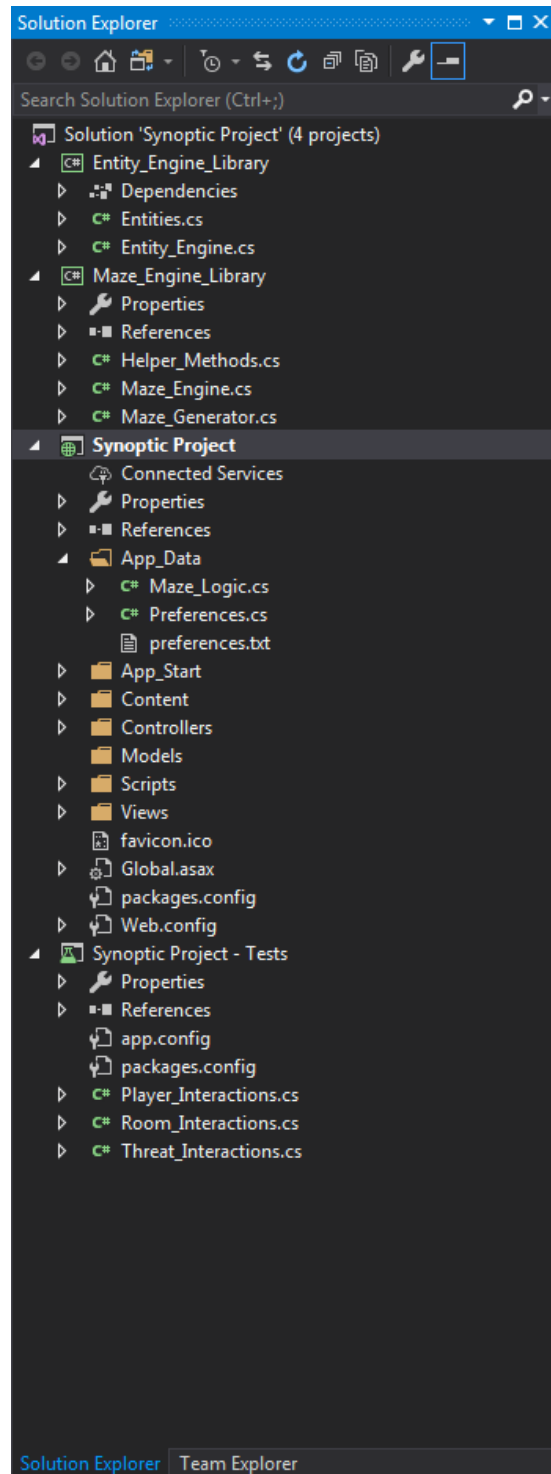 Solution Explorer
Search Solution Explorer (Ctrl+;)
Solution 'Synoptic Project' (4 projects)
C# Entity_Engine_Library
Dependencies
C# Entities.cs
C# Entity_Engine.cs
C# Maze_Engine_Library
Properties
References
C# Helper_Methods.cs
C# Maze_Engine.cs
C# Maze_Generator.cs
Synoptic Project
Connected Services
Properties
References
App_Data
C# Maze_Logic.cs
C# Preferences.cs
preferences.txt
App_Start
Content
Controllers
Models
Scripts
Views
favicon.ico
Global.asax
packages.config
Web.config
Synoptic Project - Tests
Properties
References
app.config
packages.config
C# Player_Interactions.cs
C# Room_Interactions.cs
C# Threat_Interactions.cs
Solution Explorer Team Explorer